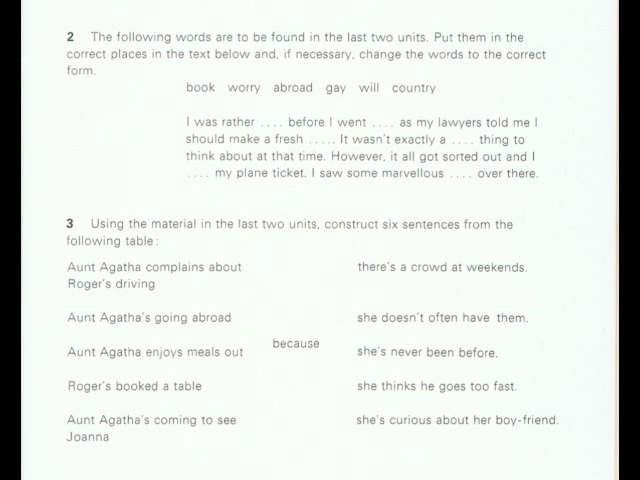 2 The following words are to be found in the last two units. Put them in the
correct places in the text below and, if necessary, change the words to the correct
form.
book worry abroad gay will country
I was rather .... before I went .... as my lawyers told me I
should make a fresh ..... It wasn't exactly a .... thing to
think about at that time. However, it all got sorted out and I
.... my plane ticket. I saw some marvellous .... over there.
3 Using the material in the last two units, construct six sentences from the
following table:
Aunt Agatha complains about
Roger's driving
there's a crowd at weekends.
Aunt Agatha's going abroad
she doesn't often have them.
because
Aunt Agatha enjoys meals out
she's never been before.
Roger's booked a table
she thinks he goes too fast.
Aunt Agatha's coming to see
Joanna
she's curious about her boy-friend.